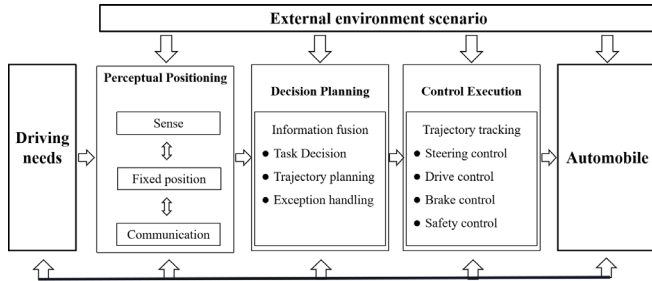 External environment scenario
Driving
needs
Perceptual Positioning
Sense
Fixed position
Communication
Decision Planning
Information fusion
● Task Decision
● Trajectory planning
● Exception handling
Control Execution
Trajectory tracking
● Steering control
● Drive control
● Brake control
● Safety control
Automobile